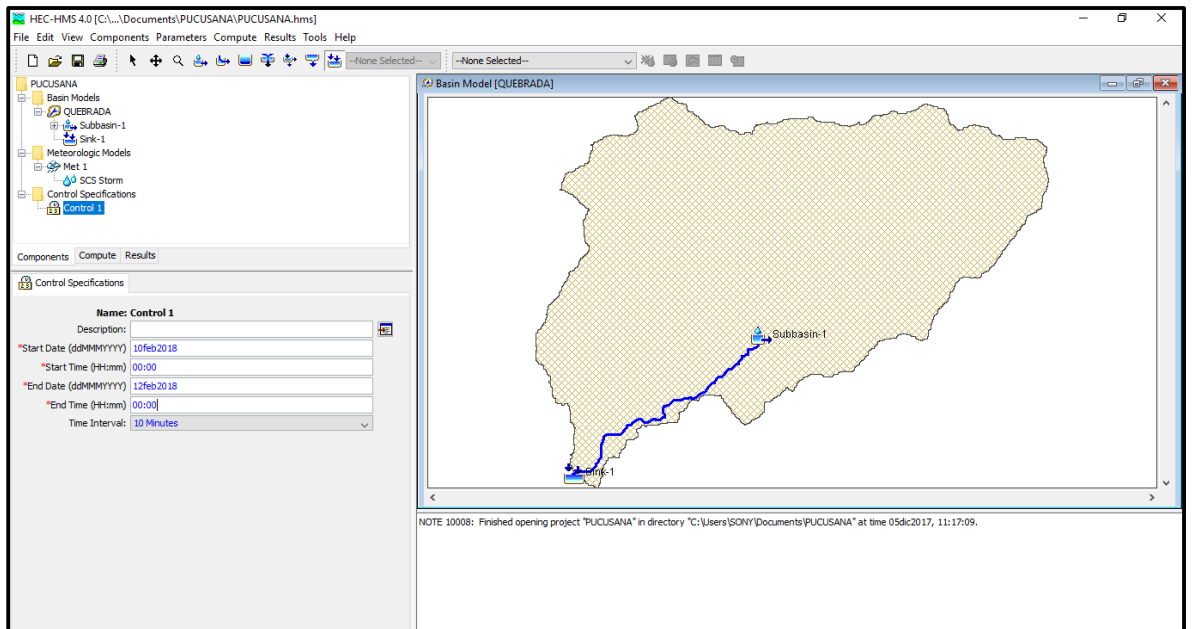 HEC-HMS 4.0 [C:\...\Documents\PUCUSANA\PUCUSANA.hms]
File Edit View Components Parameters Compute Results Tools Help
--None Selected-- --None Selected--
PUCUSANA
Basin Models
QUEBRADA
Subbasin-1
Sink-1
Meteorologic Models
Met 1
SCS Storm
Control Specifications
Control 1
Components Compute Results
Control Specifications
Name: Control 1
Description:
*Start Date (ddMMMYYYY) 10feb2018
*Start Time (HH:mm) 00:00
*End Date (ddMMMYYYY) 12feb2018
*End Time (HH:mm) 00:00
Time Interval: 10 Minutes
Basin Model [QUEBRADA]
Subbasin-1
Sink-1
NOTE 10008: Finished opening project "PUCUSANA" in directory "C:\Users\SONY\Documents\PUCUSANA" at time 05dic2017, 11:17:09.